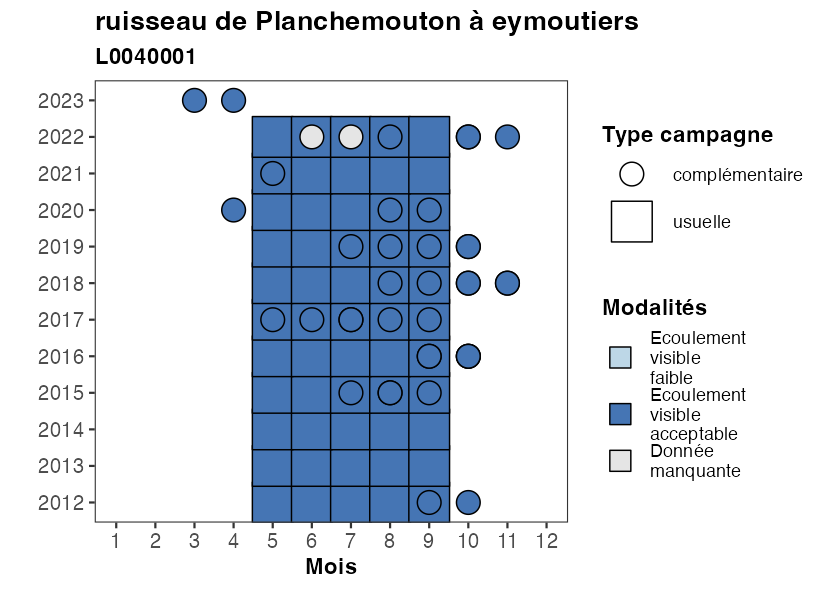 ruisseau de Planchemouton à eymoutiers
L0040001
2023
2022
2021
2020
2019
2018
2017
2016
2015
2014
2013
2012
1 2 3 4 5 6 7 8 9 10 11 12
Mois
Type campagne
complémentaire
usuelle
Modalités
Ecoulement
visible
faible
Ecoulement
visible
acceptable
Donnée
manquante